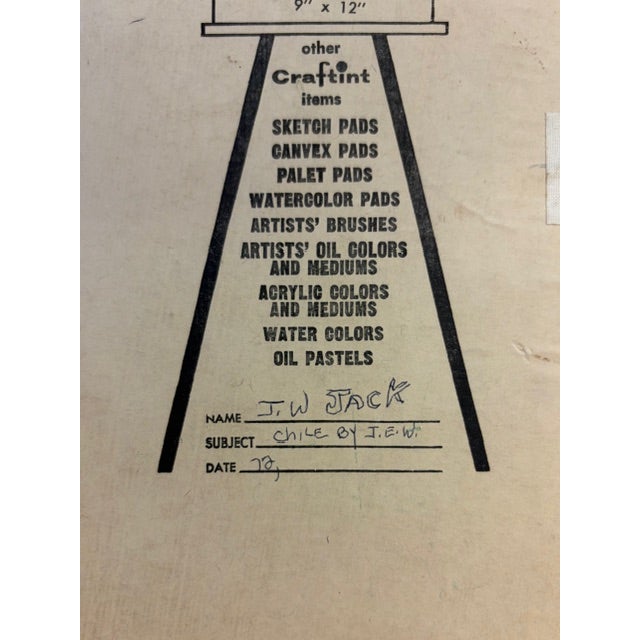 9" x 12"
other
Craftint
items
SKETCH PADS
CANVEX PADS
PALET PADS
WATERCOLOR PADS
ARTISTS' BRUSHES
ARTISTS' OIL COLORS
AND MEDIUMS
ACRYLIC COLORS
AND MEDIUMS
WATER COLORS
OIL PASTELS
NAME J.W JACK
SUBJECT CHILE BY J.E.W.
DATE 72,